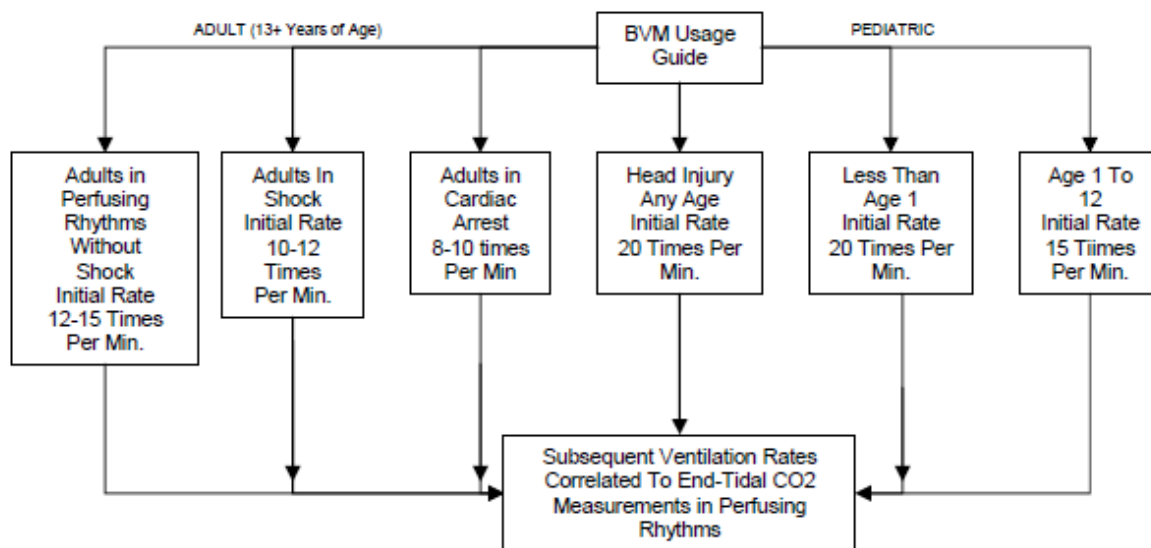 ADULT (13+ Years of Age)
BVM Usage
Guide
PEDIATRIC
Adults in
Perfusing
Rhythms
Without
Shock
Initial Rate
12-15 Times
Per Min.
Adults In
Shock
Initial Rate
10-12
Times
Per Min.
Adults in
Cardiac
Arrest
8-10 times
Per Min
Head Injury
Any Age
Initial Rate
20 Times Per
Min.
Less Than
Age 1
Initial Rate
20 Times Per
Min.
Age 1 To
12
Initial Rate
15 Tiimes
Per Min.
Subsequent Ventilation Rates
Correlated To End-Tidal CO2
Measurements in Perfusing
Rhythms